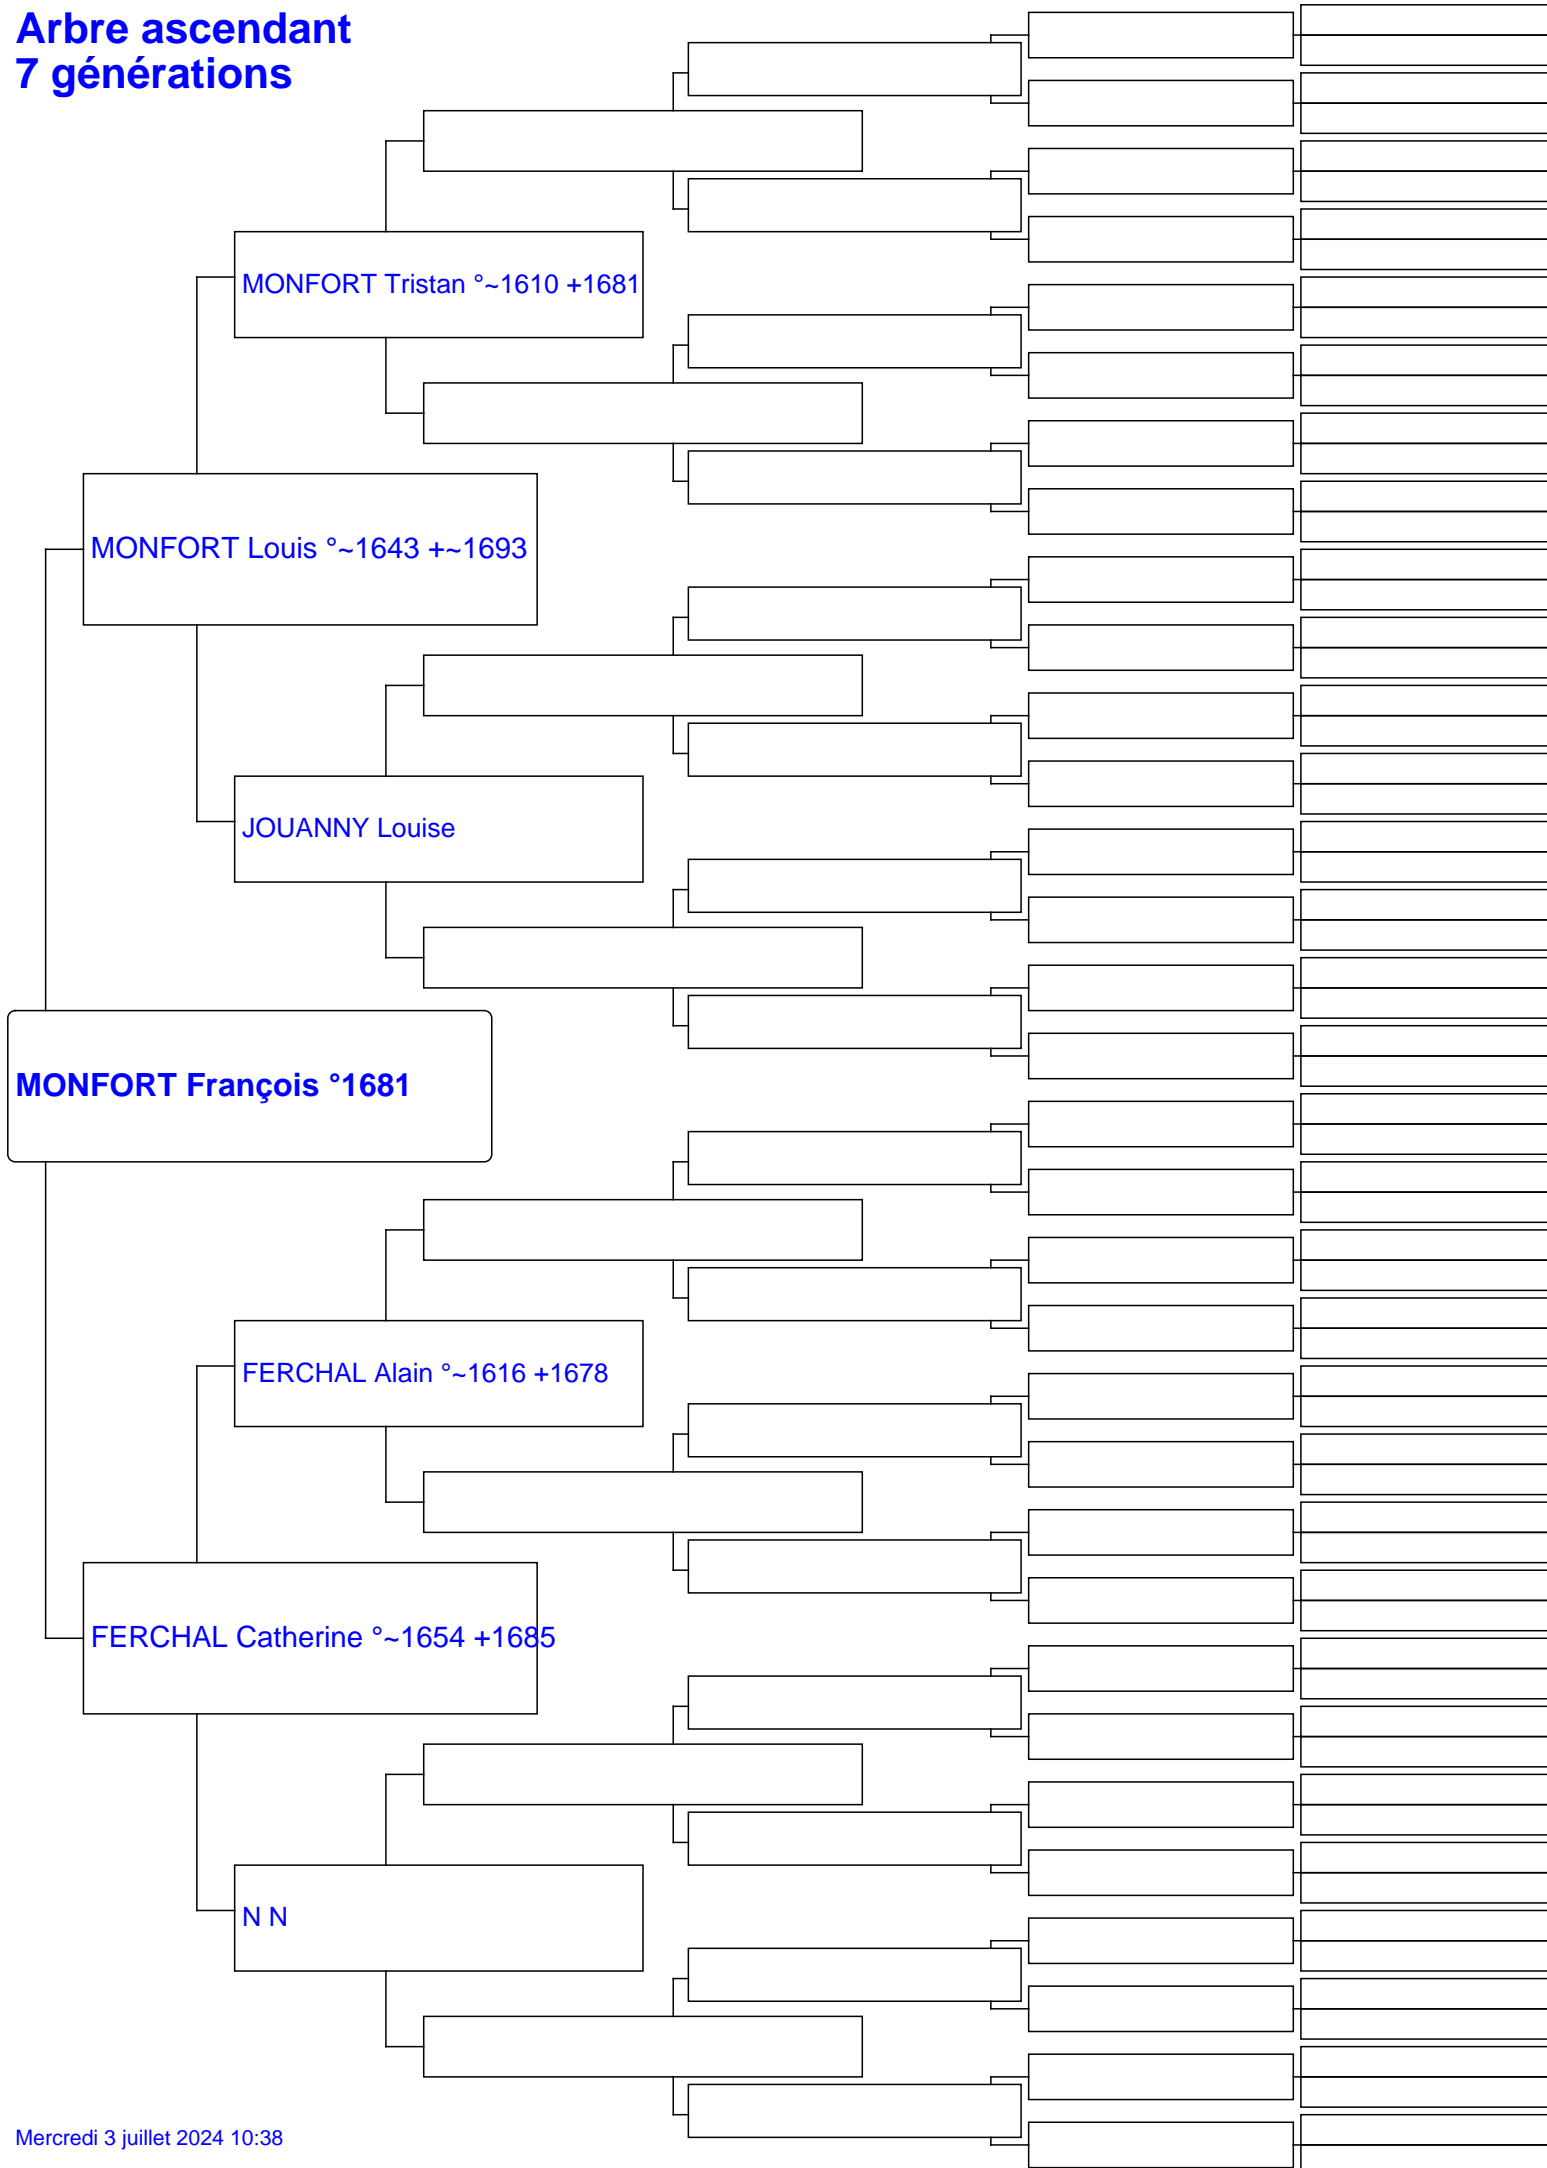 Arbre ascendant
7 générations
MONFORT Tristan °~1610 +1681
MONFORT Louis °~1643 +~1693
JOUANNY Louise
MONFORT François °1681
FERCHAL Alain °~1616 +1678
FERCHAL Catherine °~1654 +1685
N N
Mercredi 3 juillet 2024 10:38